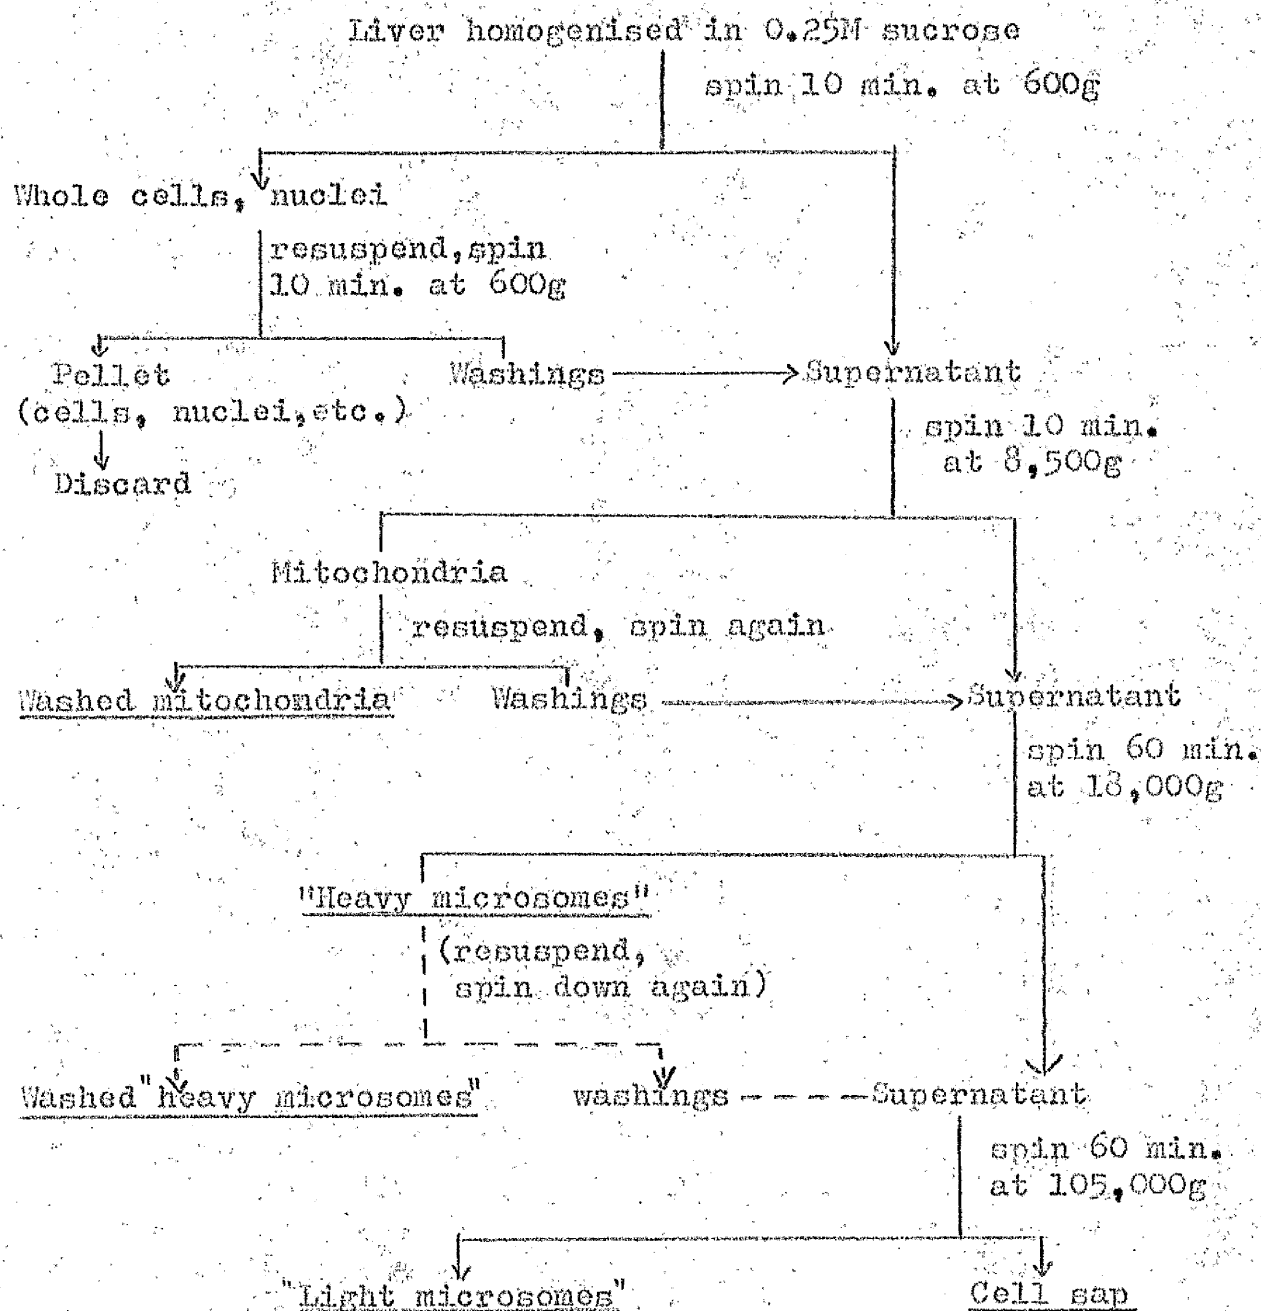 Liver homogenised in 0.25M sucrose
spin 10 min. at 600g
Whole cells, nuclei
resuspend, spin
10 min. at 600g
Pellet
(cells, nuclei, etc.)
Washings
Supernatant
Discard
spin 10 min.
at 8,500g
Mitochondria
resuspend, spin again
Washed mitochondria
Washings
Supernatant
spin 60 min.
at 18,000g
"Heavy microsomes"
(resuspend,
spin down again)
Washed "heavy microsomes"
washings
Supernatant
spin 60 min.
at 105,000g
"Light microsomes"
Cell sap